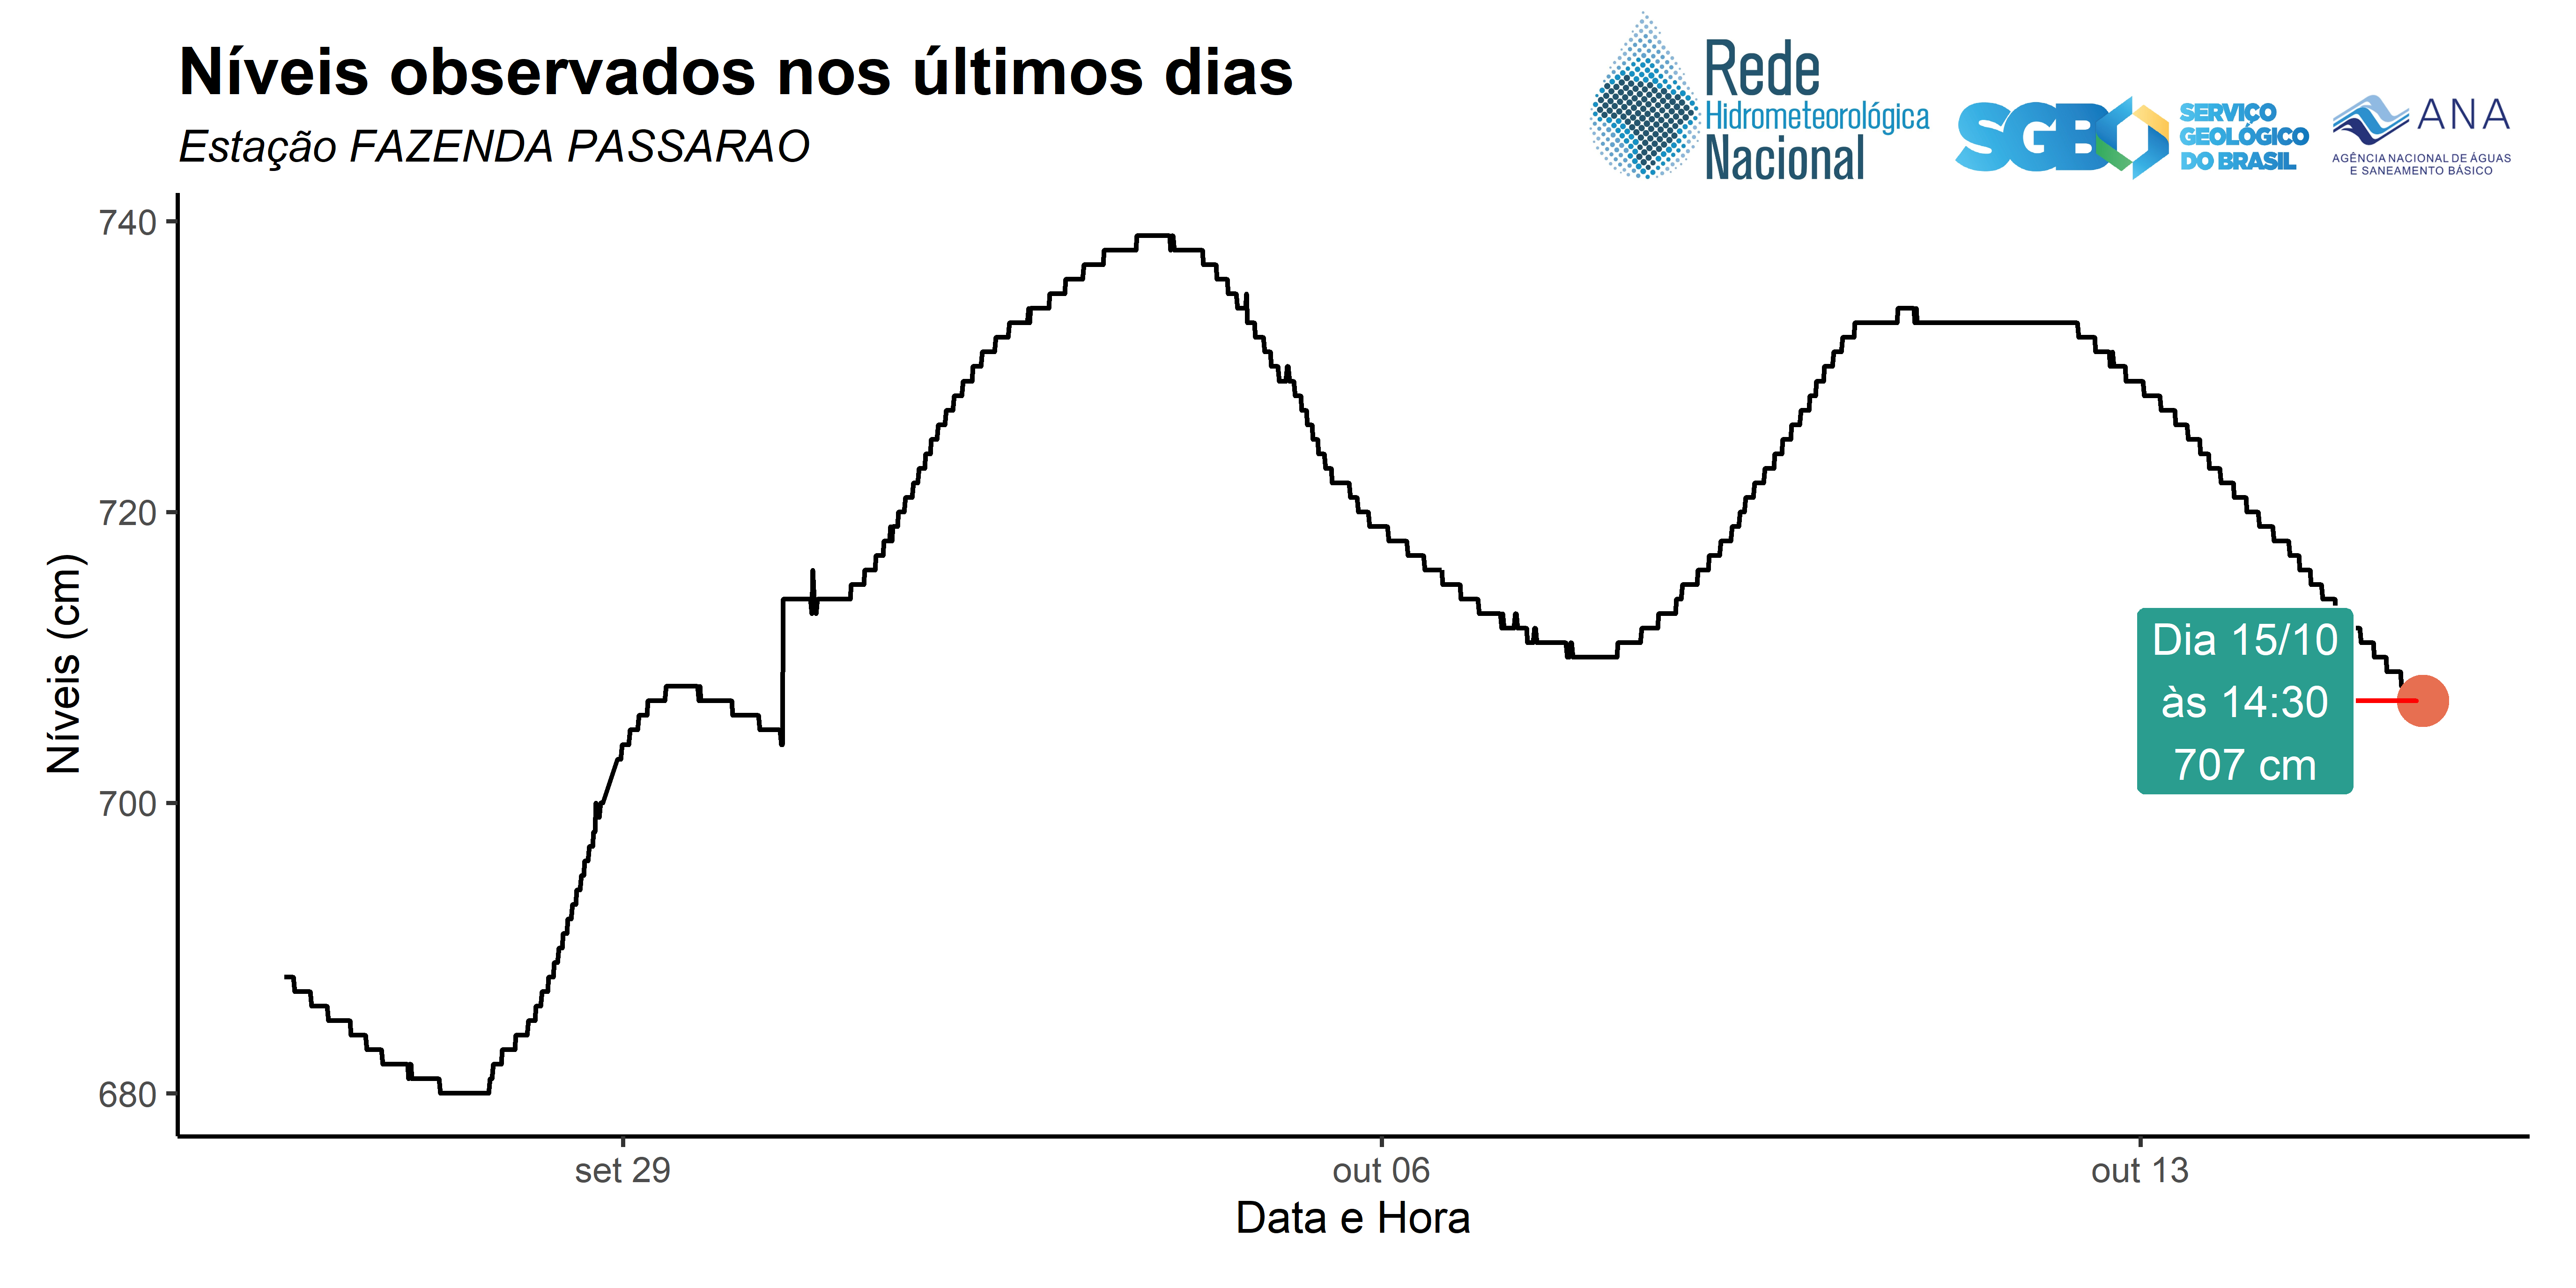 Níveis observados nos últimos dias
Estação FAZENDA PASSARAO
Rede
Hidrometeorológica
Nacional
SGB
SERVIÇO
GEOLÓGICO
DO BRASIL
ANA
AGÊNCIA NACIONAL DE ÁGUAS
E SANEAMENTO BÁSICO
740
720
700
680
Níveis (cm)
Dia 15/10
às 14:30
707 cm
set 29
out 06
out 13
Data e Hora